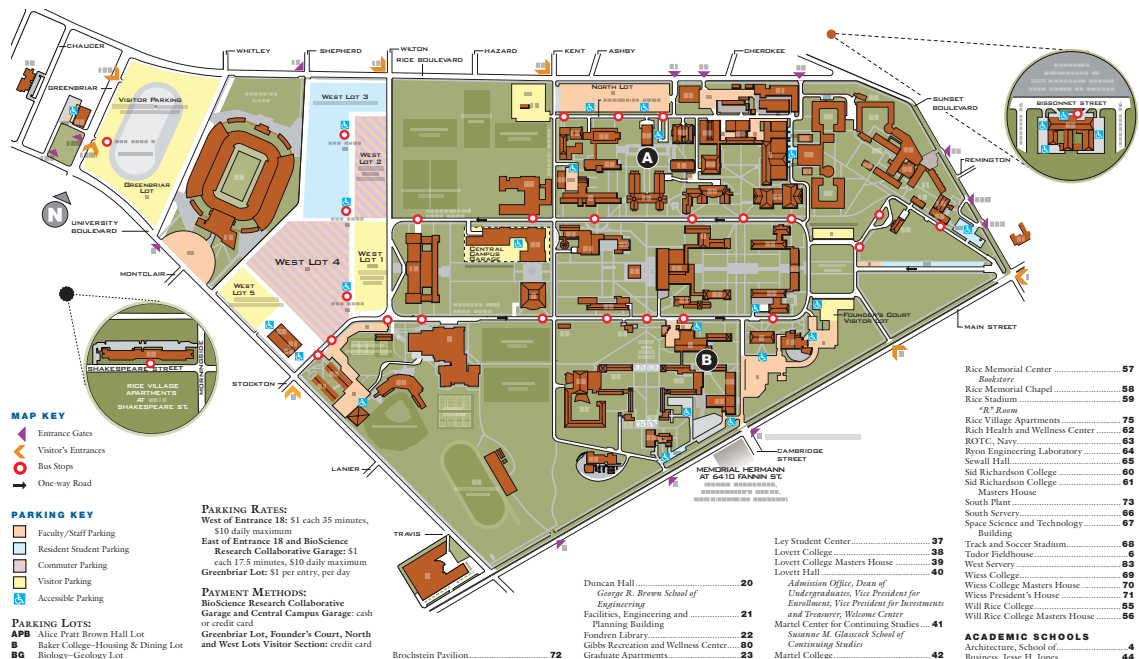 CHAUCER
WHITLEY
SHEPHERD
WILTON
RICE BOULEVARD
HAZARD
KENT
ASHBY
CHEROKEE
GREENBRIAR
VISITOR PARKING
WEST LOT 3
NORTH LOT
SUNSET
BOULEVARD
BISSONNET STREET
REMINGTON
A
WEST
LOT 2
GREENBRIAR
LOT
N
UNIVERSITY
BOULEVARD
MONTCLAIR
WEST LOT 4
WEST
LOT 1
CENTRAL
CAMPUS
GARAGE
WEST
LOT 5
FOUNDER'S COURT
VISITOR LOT
MAIN STREET
B
SHAKESPEARE STREET
MORNINGSIDE
RICE VILLAGE
APARTMENTS
AT
SHAKESPEARE ST.
STOCKTON
LANIER
TRAVIS
CAMBRIDGE
STREET
MEMORIAL HERMANN
AT 6410 FANNIN ST.
MAP KEY
Entrance Gates
Visitor's Entrances
Bus Stops
One-way Road
PARKING KEY
Faculty/Staff Parking
Resident Student Parking
Commuter Parking
Visitor Parking
Accessible Parking
PARKING LOTS:
APB Alice Pratt Brown Hall Lot
B Baker College–Housing & Dining Lot
BG Biology–Geology Lot
PARKING RATES:
West of Entrance 18: $1 each 35 minutes,
$10 daily maximum
East of Entrance 18 and BioScience
Research Collaborative Garage: $1
each 17.5 minutes, $10 daily maximum
Greenbriar Lot: $1 per entry, per day
PAYMENT METHODS:
BioScience Research Collaborative
Garage and Central Campus Garage: cash
or credit card
Greenbriar Lot, Founder's Court, North
and West Lots Visitor Section: credit card
Brochstein Pavilion 72
Duncan Hall 20
George R. Brown School of
Engineering
Facilities, Engineering and 21
Planning Building
Fondren Library 22
Gibbs Recreation and Wellness Center 80
Graduate Apartments 23
Ley Student Center 37
Lovett College 38
Lovett College Masters House 39
Lovett Hall 40
Admission Office, Dean of
Undergraduates, Vice President for
Enrollment, Vice President for Investments
and Treasurer, Welcome Center
Martel Center for Continuing Studies 41
Susanne M. Glasscock School of
Continuing Studies
Martel College 42
Rice Memorial Center 57
Bookstore
Rice Memorial Chapel 58
Rice Stadium 59
"R" Room
Rice Village Apartments 75
Rich Health and Wellness Center 62
ROTC, Navy 63
Ryon Engineering Laboratory 64
Sewall Hall 65
Sid Richardson College 60
Sid Richardson College 61
Masters House
South Plant 73
South Servery 66
Space Science and Technology 67
Building
Track and Soccer Stadium 68
Tudor Fieldhouse 6
West Servery 83
Wiess College 69
Wiess College Masters House 70
Wiess President's House 71
Will Rice College 55
Will Rice College Masters House 56
ACADEMIC SCHOOLS
Architecture, School of 4
Business, Jesse H. Jones 44